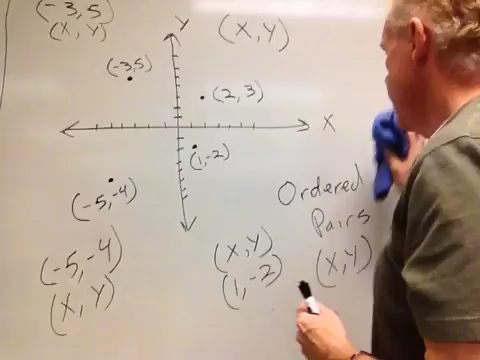 (-3, 5)
(X, Y)
Y
(X, Y)
(-3, 5)
(2, 3)
X
(1, -2)
(-5, -4)
Ordered
Pairs
(X, Y)
(-5, -4)
(X, Y)
(X, Y)
(1, -2)